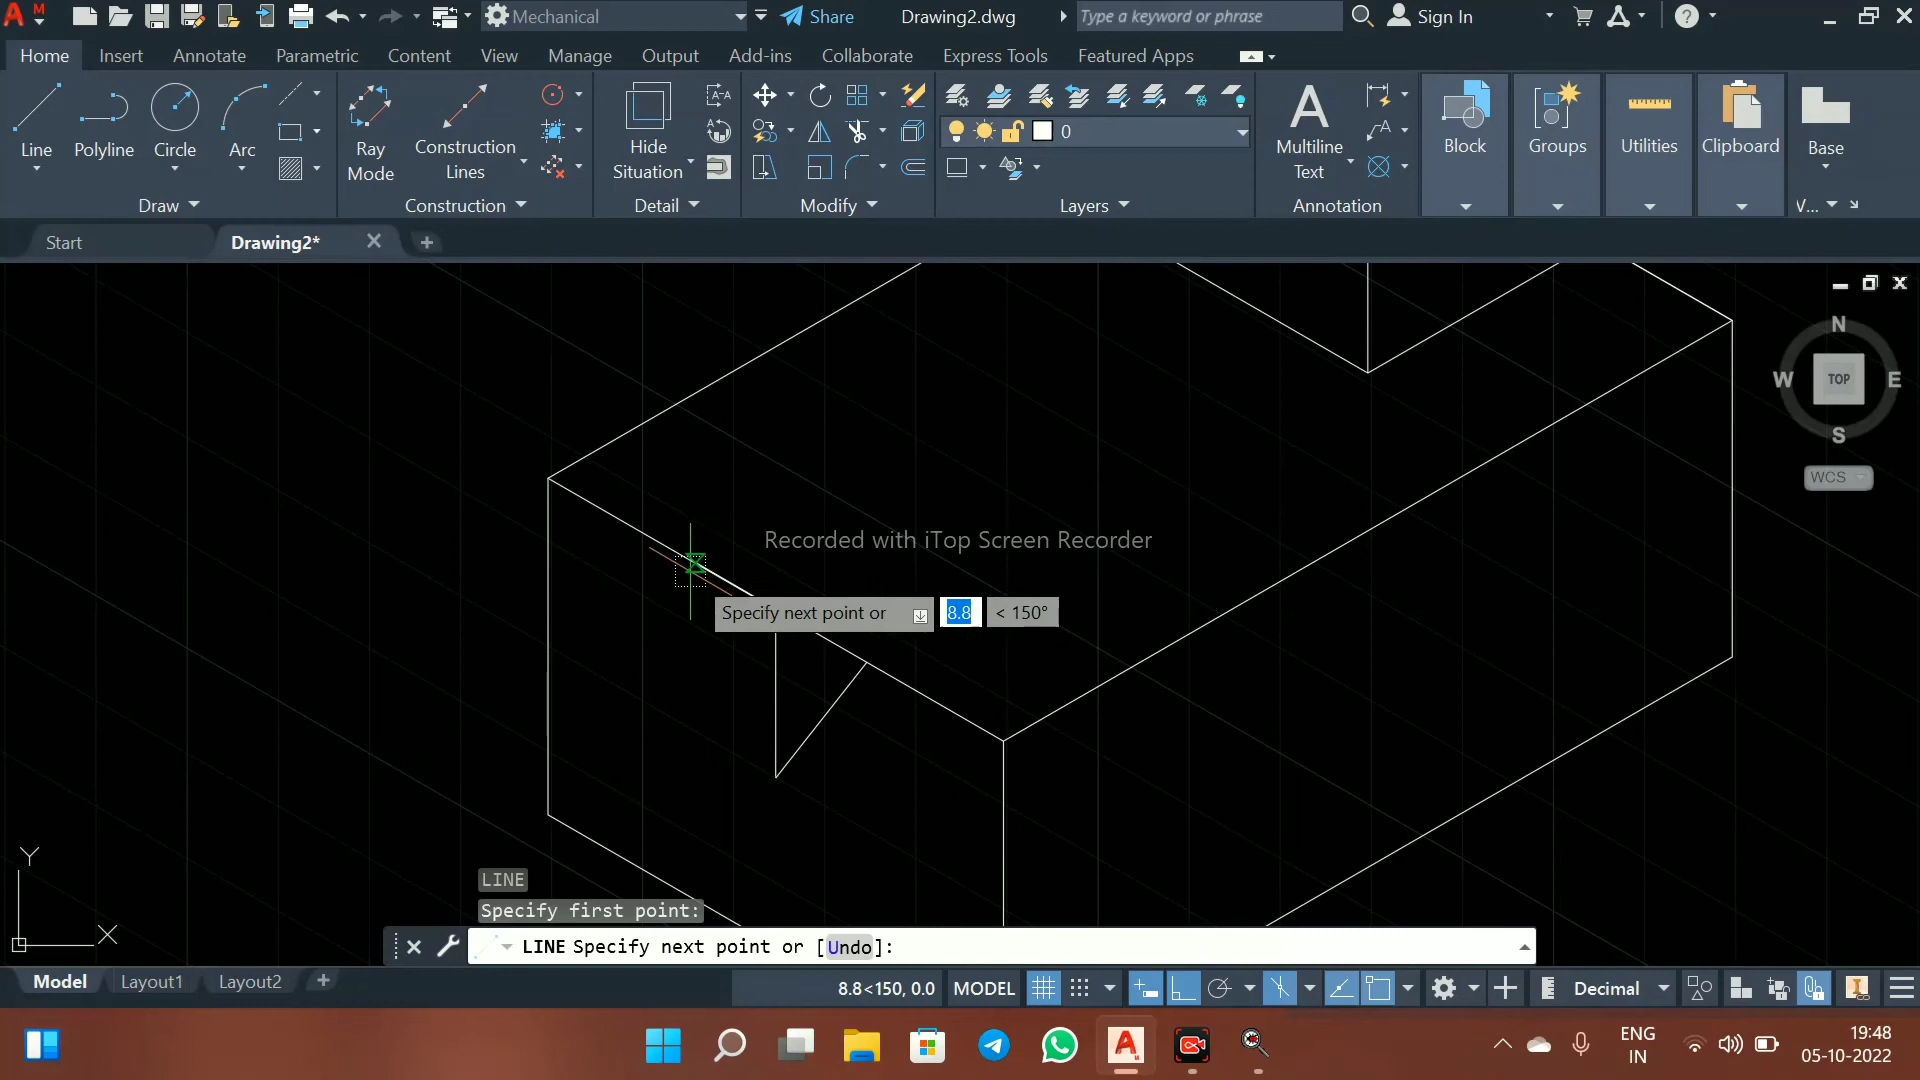 Mechanical
Share
Drawing2.dwg
Type a keyword or phrase
Sign In
Home Insert Annotate Parametric Content View Manage Output Add-ins Collaborate Express Tools Featured Apps
Line
Polyline
Circle
Arc
Ray
Mode
Construction
Lines
Hide
Situation
0
Multiline
Text
Block
Groups
Utilities
Clipboard
Base
Draw
Construction
Detail
Modify
Layers
Annotation
V...
Start
Drawing2*
N
W
TOP
E
S
WCS
Recorded with iTop Screen Recorder
Specify next point or
8.8
< 150°
Y
X
LINE
Specify first point:
LINE Specify next point or [Undo]:
Model Layout1 Layout2
8.8<150, 0.0
MODEL
Decimal
ENG
IN
19:48
05-10-2022